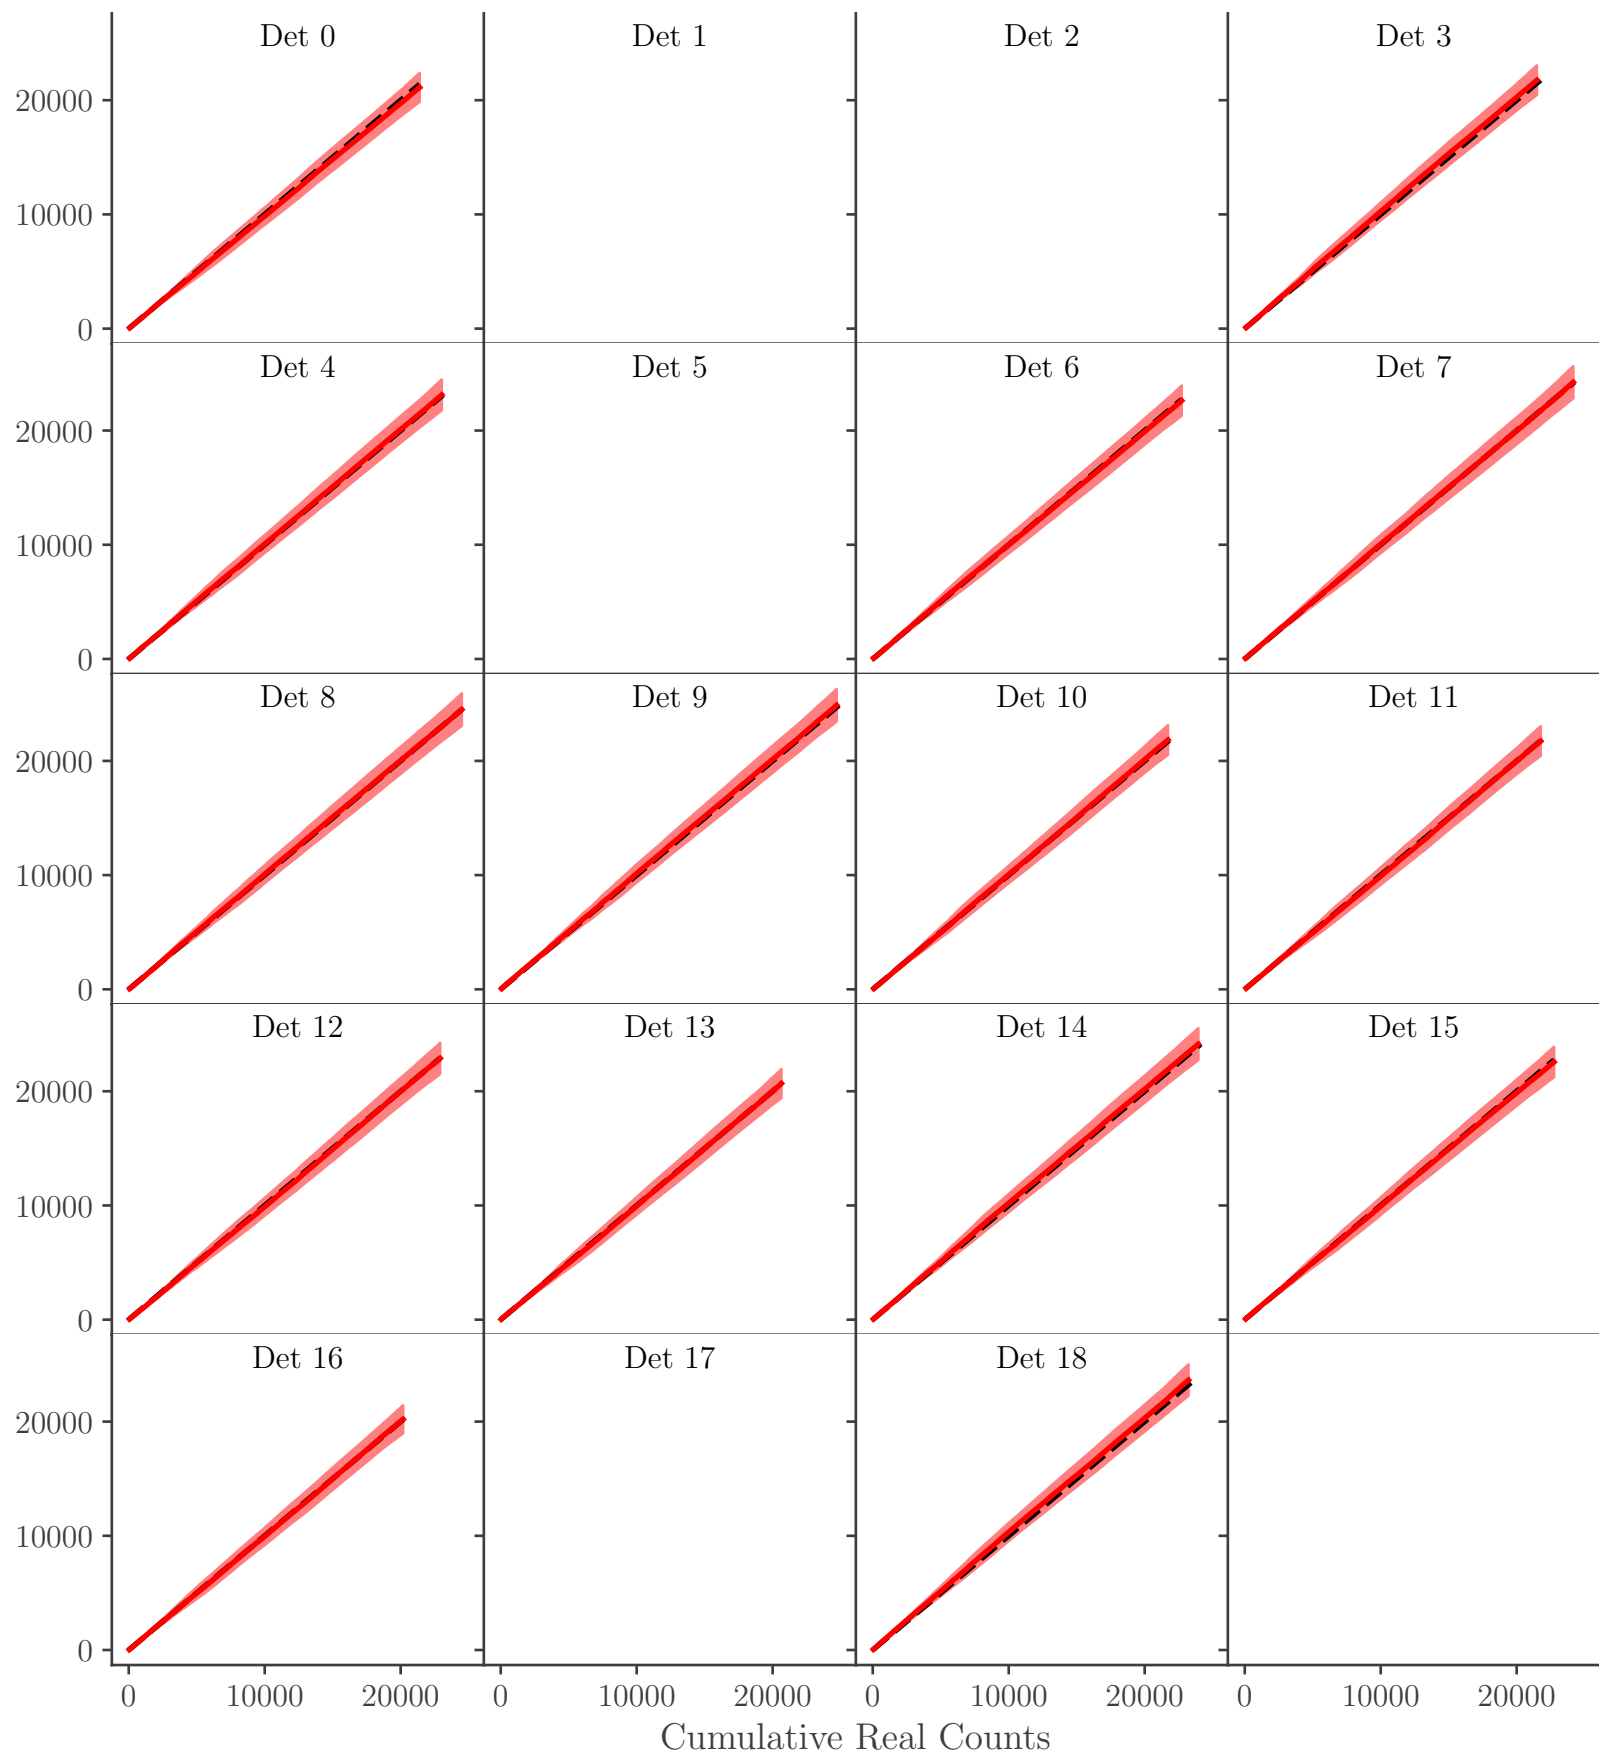 Det 0 Det 1 Det 2 Det 3
20000
10000
0
Det 4 Det 5 Det 6 Det 7
20000
10000
0
Det 8 Det 9 Det 10 Det 11
20000
10000
0
Det 12 Det 13 Det 14 Det 15
20000
10000
0
Det 16 Det 17 Det 18
20000
10000
0
0 10000 20000 0 10000 20000 0 10000 20000 0 10000 20000
Cumulative Real Counts